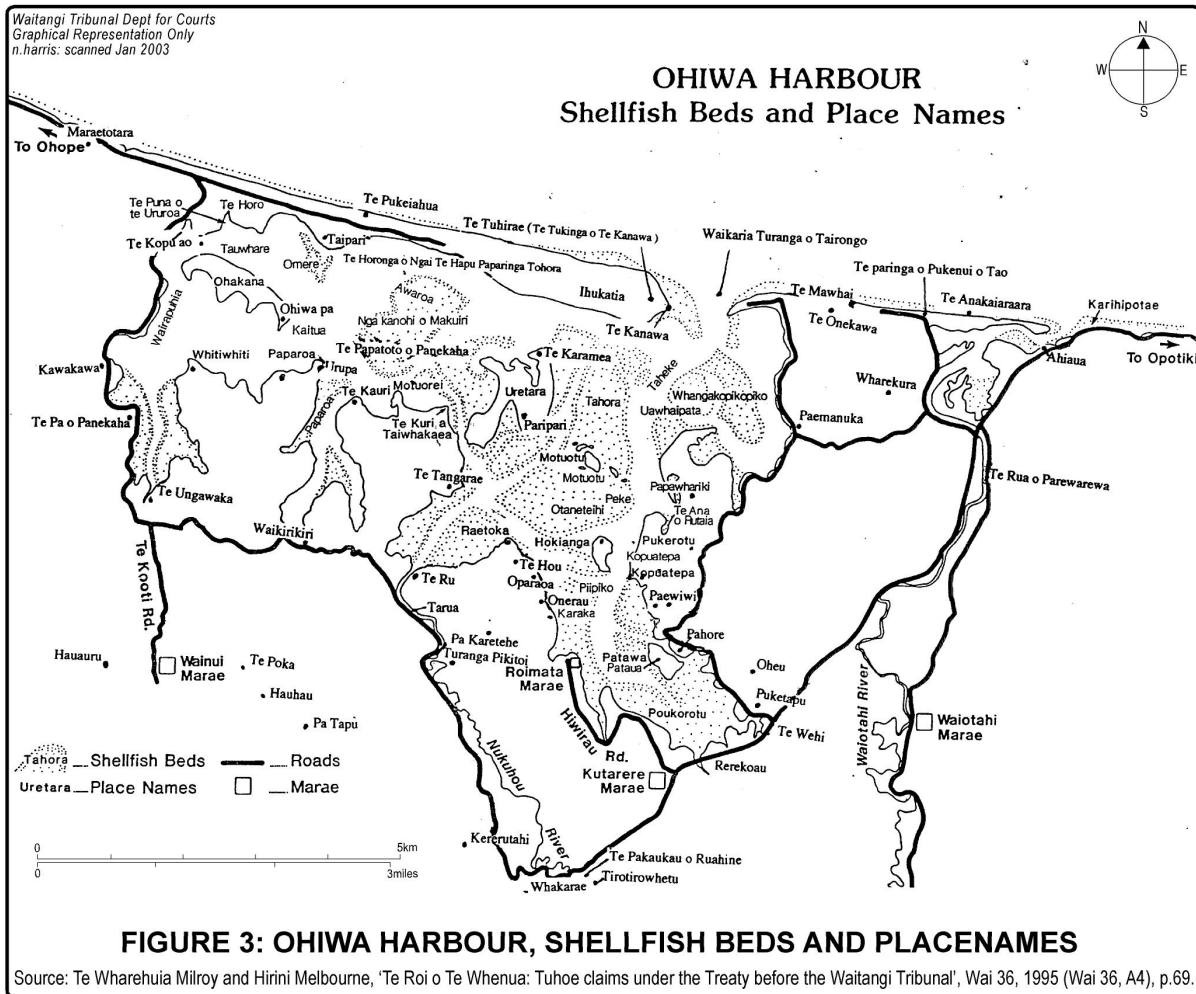 Waitangi Tribunal Dept for Courts
Graphical Representation Only
n.harris: scanned Jan 2003
N
W
E
S
OHIWA HARBOUR
Shellfish Beds and Place Names
Maraetotara
To Ohope
Te Puna o
te Ururoa
Te Horo
Te Pukeiahua
Te Tuhirae ( Te Tukinga o Te Kanawa )
Waikaria Turanga o Tairongo
Te Kopu ao
Tauwhare
Taipari
Omere
Te Horonga o Ngai Te Hapu Paparinga Tohora
Te paringa o Pukenui o Tao
Ohakana
Awaroa
Ihukatia
Te Mawhai
Te Anakaiaraara
Karihipotae
Wairapuhia
Ohiwa pa
Kaitua
Nga kanohi o Makuiri
Te Kanawa
Te Onekawa
Ahiaua
To Opotiki
Kawakawa
Whitiwhiti
Paparoa
Urupa
Te Papatoto o Panekaha
Te Karamea
Taheke
Wharekura
Te Kauri
Motuorei
Uretara
Tahora
Whangakopikopiko
Uawhaipata
Te Pa o Panekaha
Paparoa
Te Kuri a
Taiwhakaea
Paripari
Paemanuka
Motuotu
Motuotu
Te Tangarae
Peke
Papawhariki
Te Rua o Parewarewa
Te Ungawaka
Otaneteihi
Te Ana
o Rutaia
Waikirikiri
Raetoka
Hokianga
Pukerotu
Te Kooti Rd.
Te Hou
Kopuatepa
Kopuatepa
Te Ru
Oparaoa
Piipiko
Onerau
Paewiwi
Tarua
Karaka
Pa Karetehe
Pahore
Hauauru
Wainui
Marae
Te Poka
Turanga Pikitoi
Roimata
Marae
Patawa
Pataua
Oheu
Hauhau
Puketapu
Pa Tapu
Hiwirau Rd.
Poukorotu
Te Wehi
Waiotahi River
Waiotahi
Marae
Nukuhou River
Rerekoau
Kutarere
Marae
Tahora
Shellfish Beds
Roads
Uretara
Place Names
Marae
Kererutahi
0
5km
0
3miles
Te Pakaukau o Ruahine
Whakarae
Tirotirowhetu
FIGURE 3: OHIWA HARBOUR, SHELLFISH BEDS AND PLACENAMES
Source: Te Wharehuia Milroy and Hirini Melbourne, 'Te Roi o Te Whenua: Tuhoe claims under the Treaty before the Waitangi Tribunal', Wai 36, 1995 (Wai 36, A4), p.69.